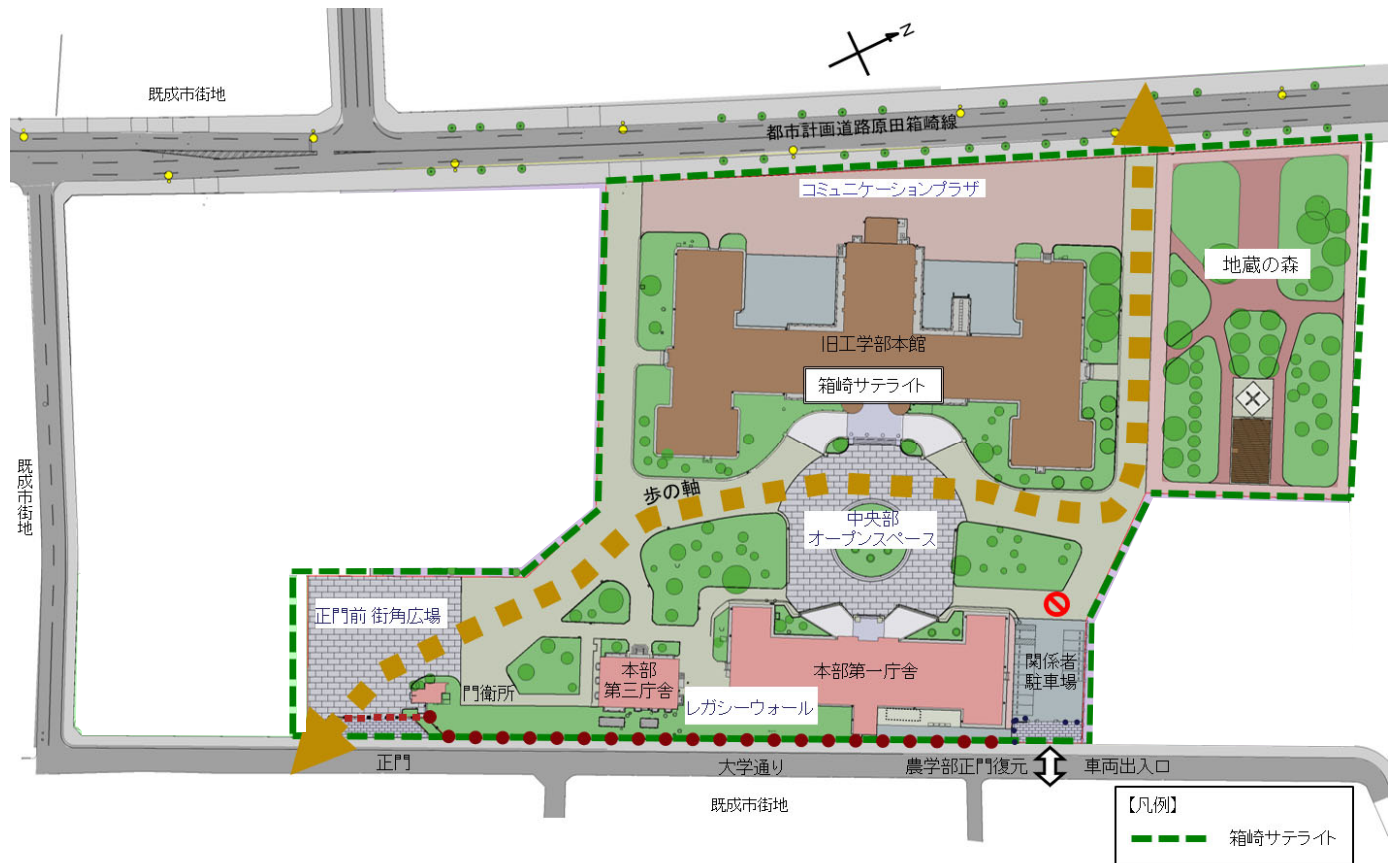 N
既成市街地
都市計画道路原田箱崎線
コミュニケーションプラザ
地蔵の森
旧工学部本館
箱崎サテライト
既成市街地
歩の軸
中央部
オープンスペース
正門前 街角広場
門衛所
本部
第三庁舎
本部第一庁舎
関係者
駐車場
レガシーウォール
正門
大学通り
農学部正門復元
車両出入口
既成市街地
【凡例】
箱崎サテライト